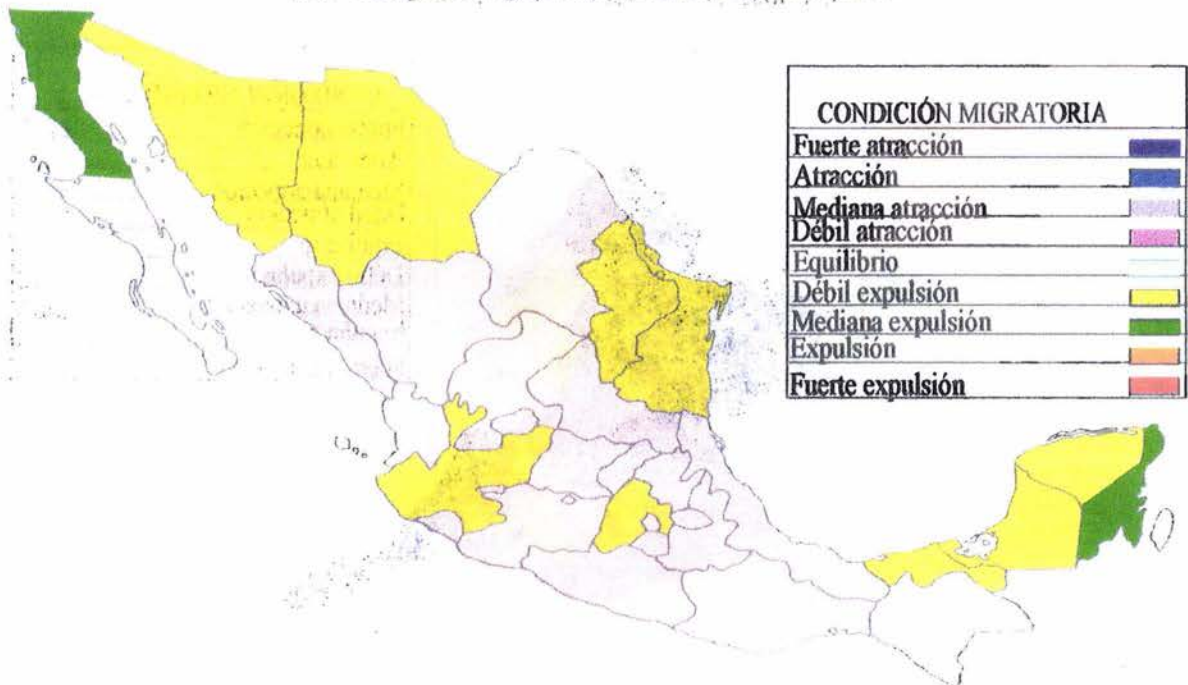 CONDICIÓN MIGRATORIA
Fuerte atracción
Atracción
Mediana atracción
Débil atracción
Equilibrio
Débil expulsión
Mediana expulsión
Expulsión
Fuerte expulsión